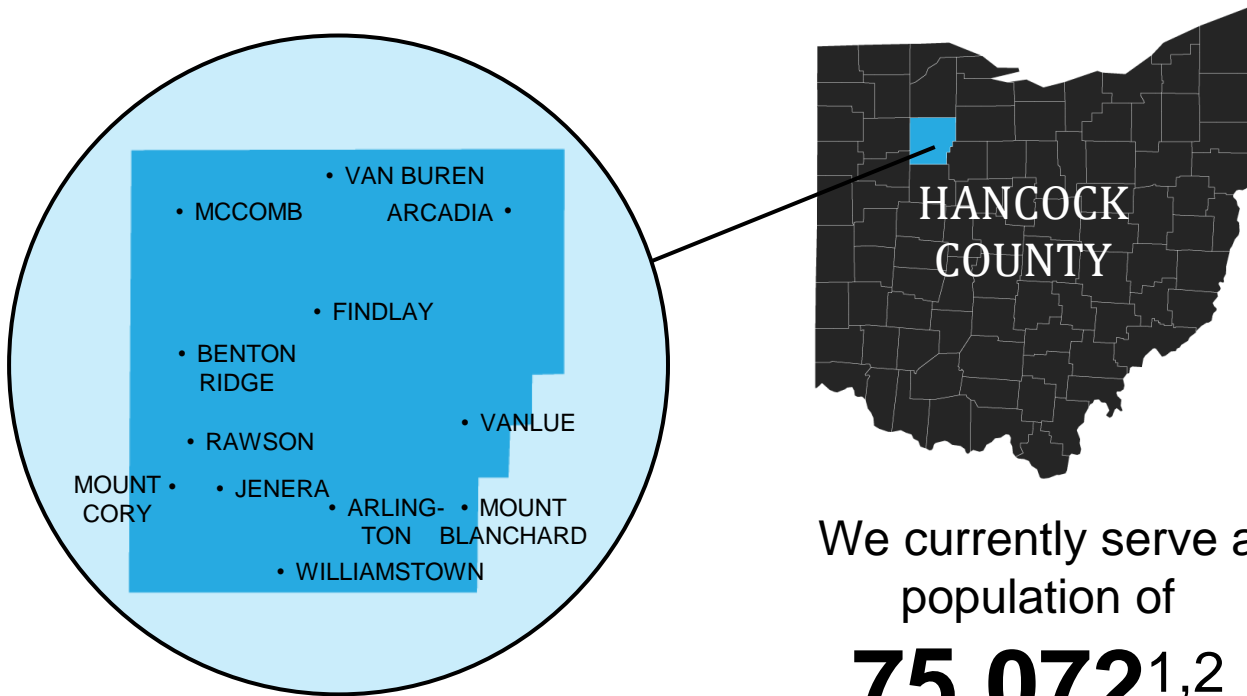 VAN BUREN
MCCOMB
ARCADIA
FINDLAY
BENTON
RIDGE
VANLUE
RAWSON
MOUNT
CORY
JENERA
ARLING-
TON
MOUNT
BLANCHARD
WILLIAMSTOWN
HANCOCK
COUNTY
We currently serve a
population of
75,072 1,2